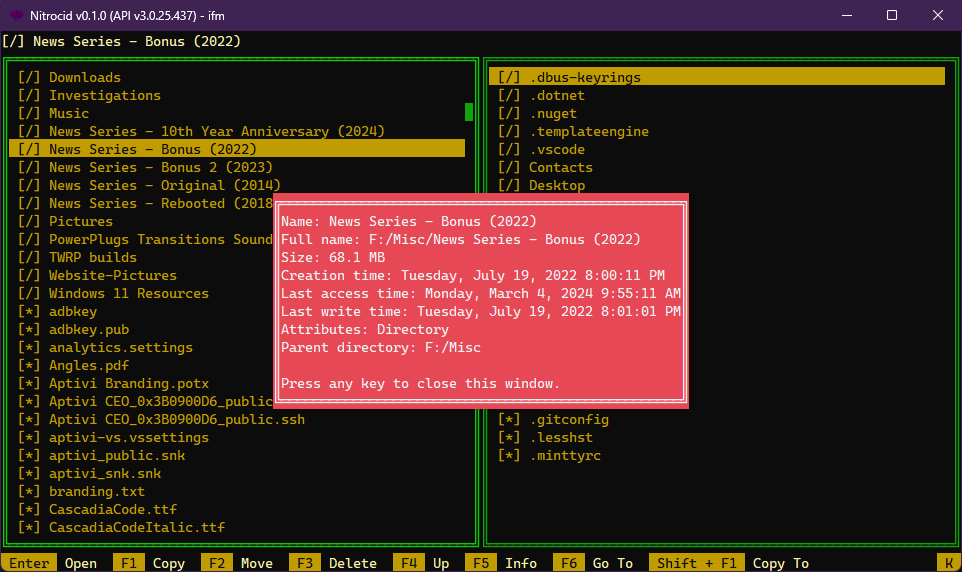 Nitrocid v0.1.0 (API v3.0.25.437) - ifm
[/] News Series - Bonus (2022)
[/] Downloads
[/] Investigations
[/] Music
[/] News Series - 10th Year Anniversary (2024)
[/] News Series - Bonus (2022)
[/] News Series - Bonus 2 (2023)
[/] News Series - Original (2014)
[/] News Series - Rebooted (2018
[/] Pictures
[/] PowerPlugs Transitions Sound
[/] TWRP builds
[/] Website-Pictures
[/] Windows 11 Resources
[*] adbkey
[*] adbkey.pub
[*] analytics.settings
[*] Angles.pdf
[*] Aptivi Branding.potx
[*] Aptivi CEO_0x3B0900D6_public
[*] Aptivi CEO_0x3B0900D6_public.ssh
[*] aptivi-vs.vssettings
[*] aptivi_public.snk
[*] aptivi_snk.snk
[*] branding.txt
[*] CascadiaCode.ttf
[*] CascadiaCodeItalic.ttf
[/] .dbus-keyrings
[/] .dotnet
[/] .nuget
[/] .templateengine
[/] .vscode
[/] Contacts
[/] Desktop
[*] .gitconfig
[*] .lesshst
[*] .minttyrc
Name: News Series - Bonus (2022)
Full name: F:/Misc/News Series - Bonus (2022)
Size: 68.1 MB
Creation time: Tuesday, July 19, 2022 8:00:11 PM
Last access time: Monday, March 4, 2024 9:55:11 AM
Last write time: Tuesday, July 19, 2022 8:01:01 PM
Attributes: Directory
Parent directory: F:/Misc
Press any key to close this window.
Enter Open F1 Copy F2 Move F3 Delete F4 Up F5 Info F6 Go To Shift + F1 Copy To K